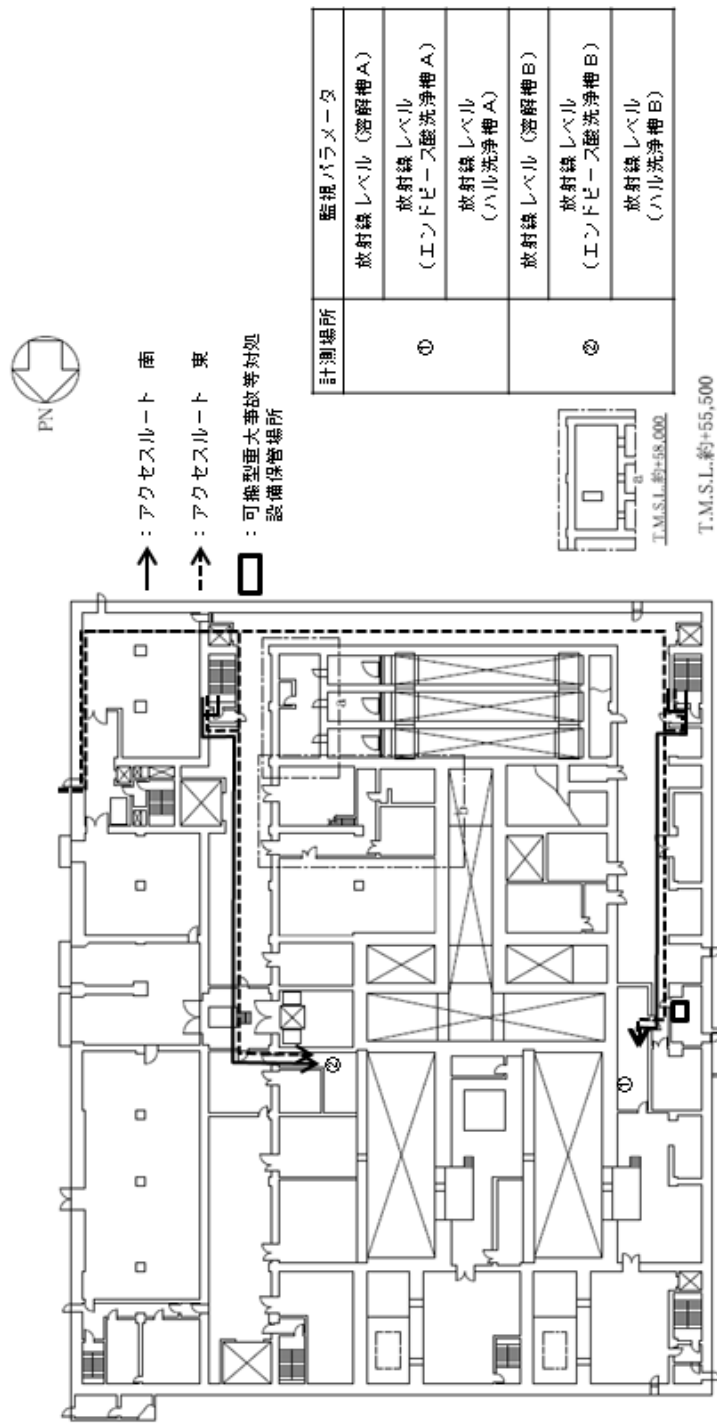 PN
：アクセスルート　南
：アクセスルート　東
：可搬型重大事故等対処
設備保管場所
計測場所
監視パラメータ
①
放射線レベル（溶解槽A）
放射線レベル
（エンドピース酸洗浄槽A）
放射線レベル
（ハル洗浄槽A）
②
放射線レベル（溶解槽B）
放射線レベル
（エンドピース酸洗浄槽B）
放射線レベル
（ハル洗浄槽B）
a
b
②
①
a
T.M.S.L.約+58,000
T.M.S.L.約+55,500